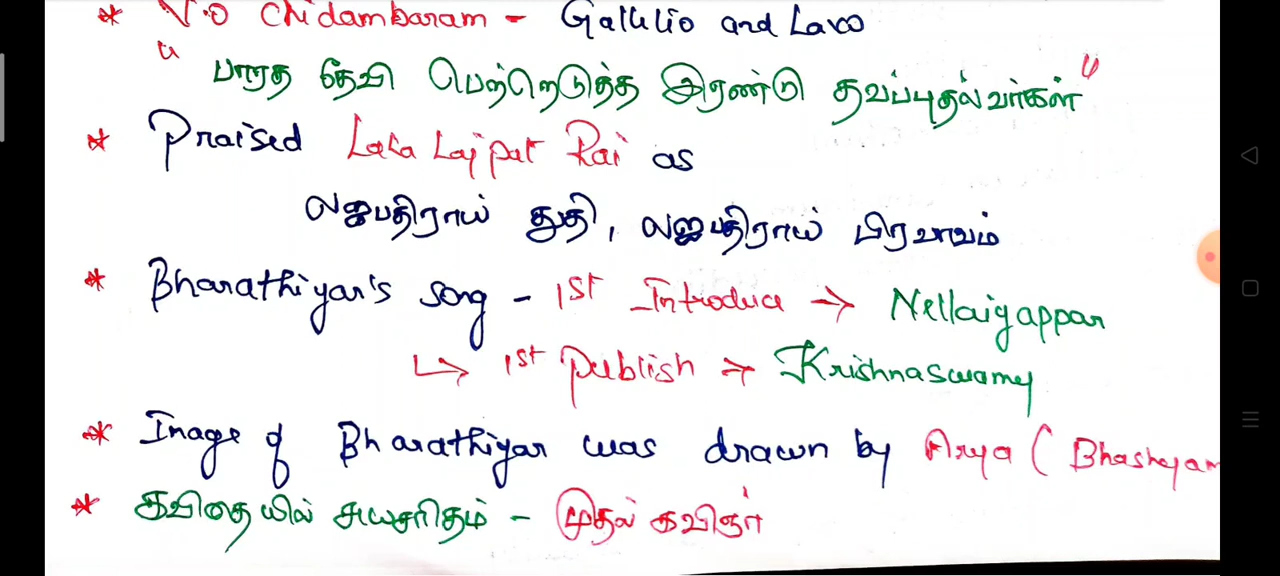 * V.O Chidambaram - Gallilio and Lavo
" பாரத தேவி பெற்றெடுத்த இரண்டு தவப்புதல்வர்கள் "
* Praised Lala Lajpat Rai as
லஜபதிராய் துதி, லஜபதிராய் பிரலாபம்
* Bharathiyar's song - 1st Introduce → Nellaiyappar
↳ 1st Publish → Krishnaswamy
* Image of Bharathiyar was drawn by Arya ( Bhashyam
* கவிதையில் சுயசரிதம் - முதல் கவிஞர்